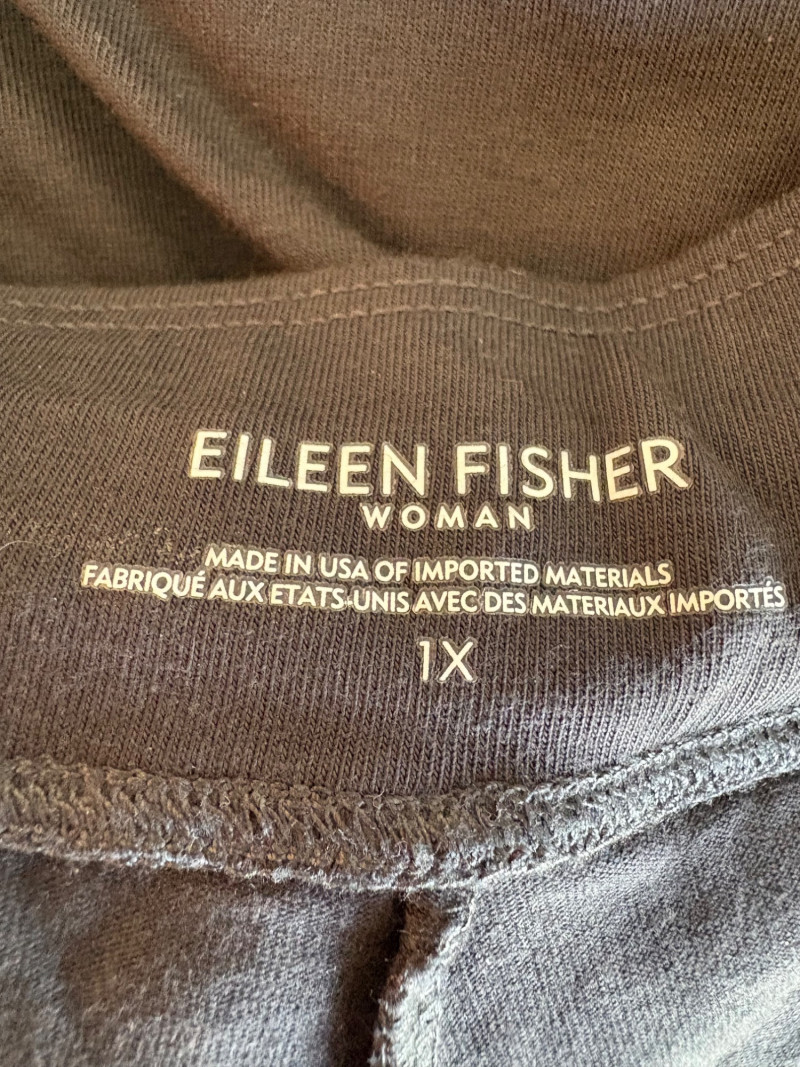 EILEEN FISHER
WOMAN
MADE IN USA OF IMPORTED MATERIALS
FABRIQUÉ AUX ETATS-UNIS AVEC DES MATERIAUX IMPORTÉS
1X